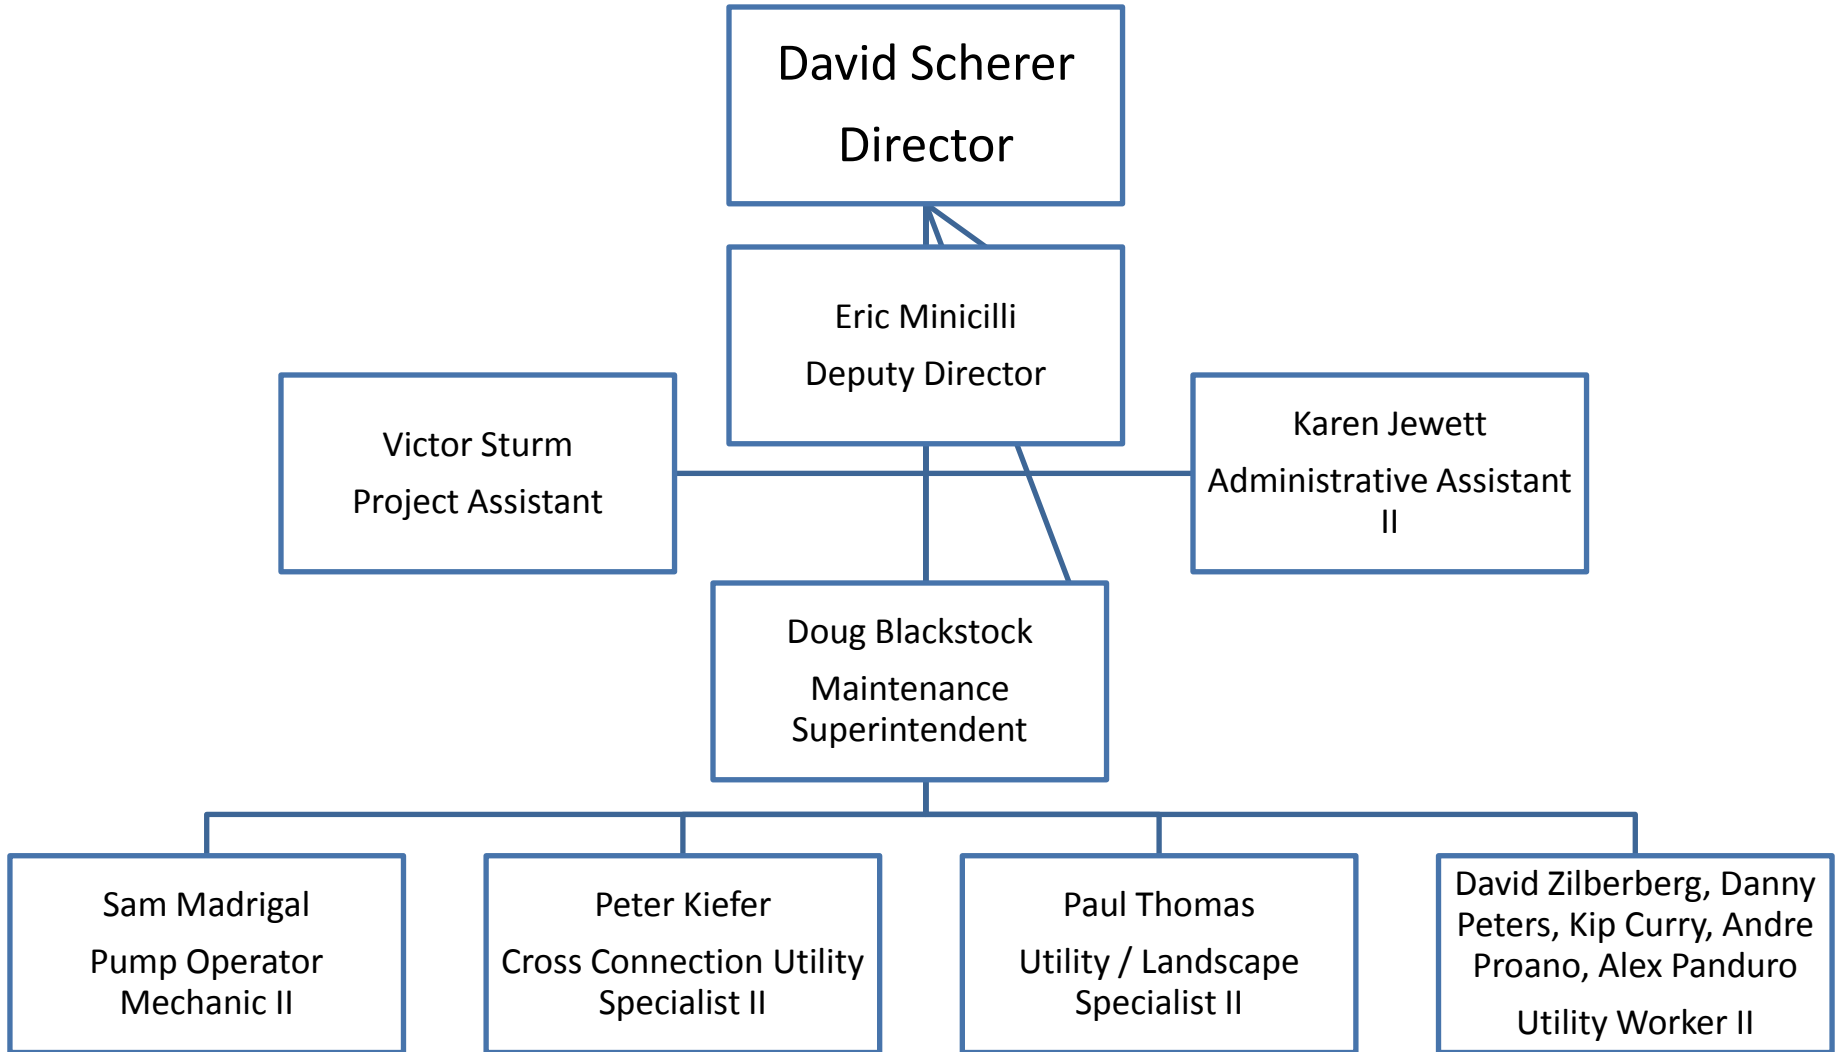 David Scherer
Director
Eric Minicilli
Deputy Director
Victor Sturm
Project Assistant
Karen Jewett
Administrative Assistant
II
Doug Blackstock
Maintenance
Superintendent
Sam Madrigal
Pump Operator
Mechanic II
Peter Kiefer
Cross Connection Utility
Specialist II
Paul Thomas
Utility / Landscape
Specialist II
David Zilberberg, Danny
Peters, Kip Curry, Andre
Proano, Alex Panduro
Utility Worker II